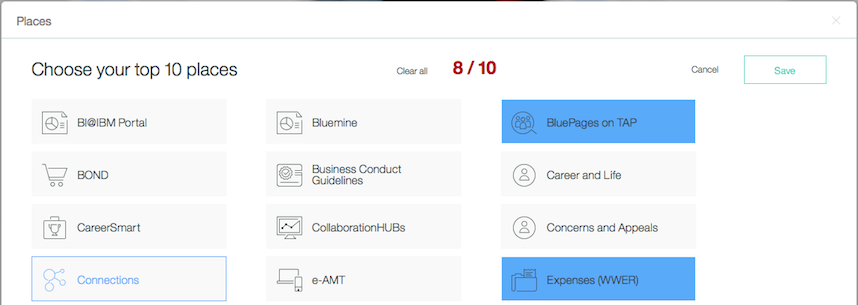 Places
Choose your top 10 places
Clear all
8 / 10
Cancel
Save
BI@IBM Portal
Bluemine
BluePages on TAP
BOND
Business Conduct
Guidelines
Career and Life
CareerSmart
CollaborationHUBs
Concerns and Appeals
Connections
e-AMT
Expenses (WWER)